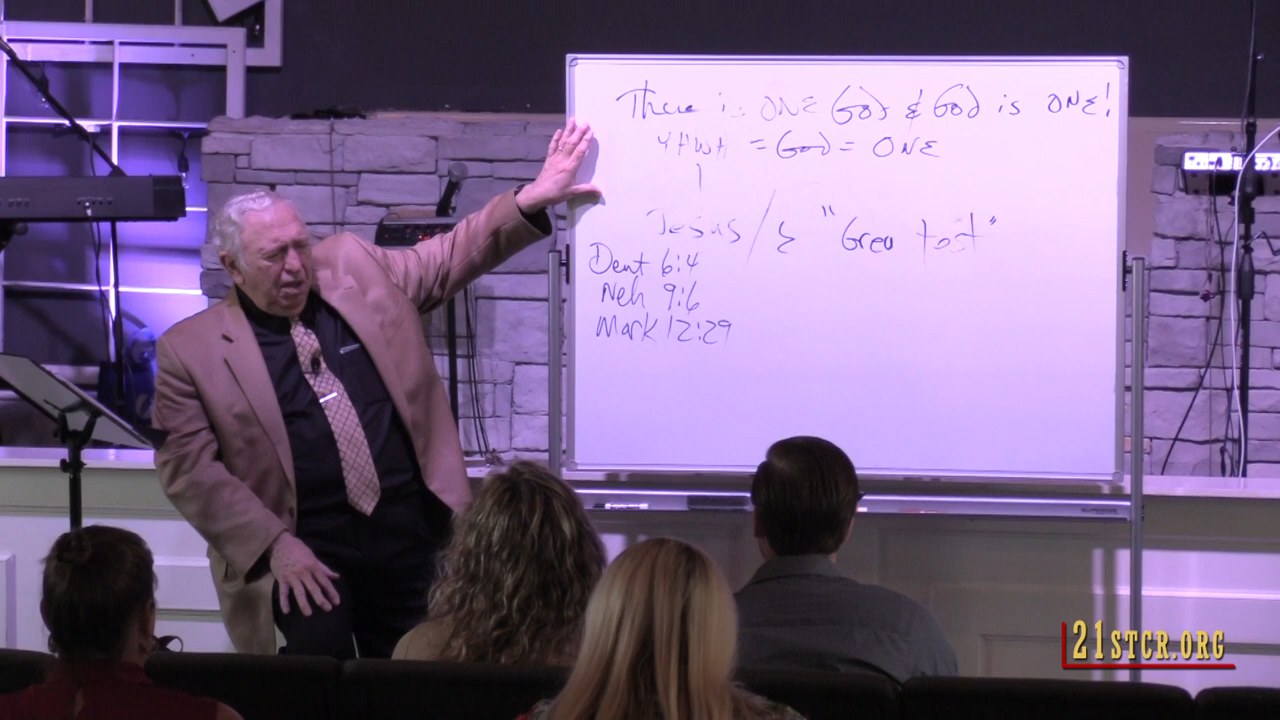 There is ONE God & God is ONE!
YHWH = God = ONE
Jesus / & "Grea test"
Deut 6:4
Neh 9:6
Mark 12:29
21STCR.ORG